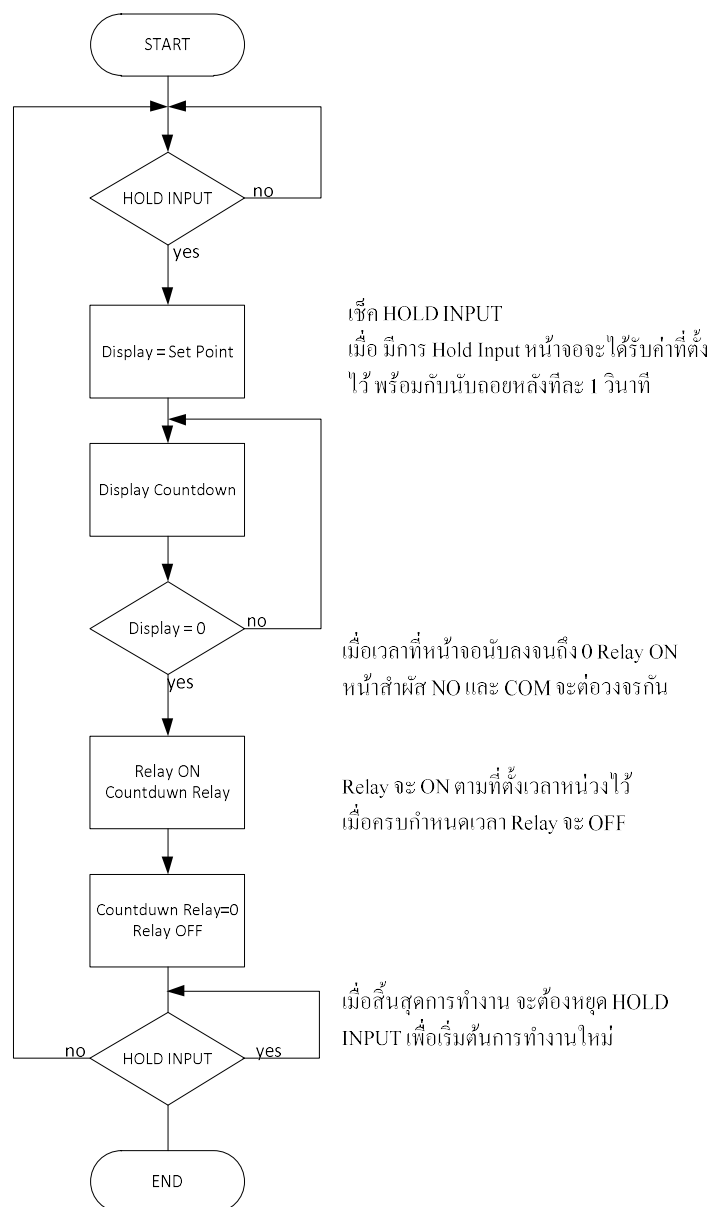 START
HOLD INPUT
no
yes
Display = Set Point
เช็ค HOLD INPUT
เมื่อ มีการ Hold Input หน้าจอจะได้รับค่าที่ตั้ง
ไว้ พร้อมกับนับถอยหลังทีละ 1 วินาที
Display Countdown
Display = 0
no
yes
เมื่อเวลาที่หน้าจอนับลงจนถึง 0 Relay ON
หน้าสำผัส NO และ COM จะต่อวงจรกัน
Relay ON
Countduwn Relay
Relay จะ ON ตามที่ตั้งเวลาหน่วงไว้
เมื่อครบกำหนดเวลา Relay จะ OFF
Countduwn Relay=0
Relay OFF
เมื่อสิ้นสุดการทำงาน จะต้องหยุด HOLD
INPUT เพื่อเริ่มต้นการทำงานใหม่
no
HOLD INPUT
yes
END